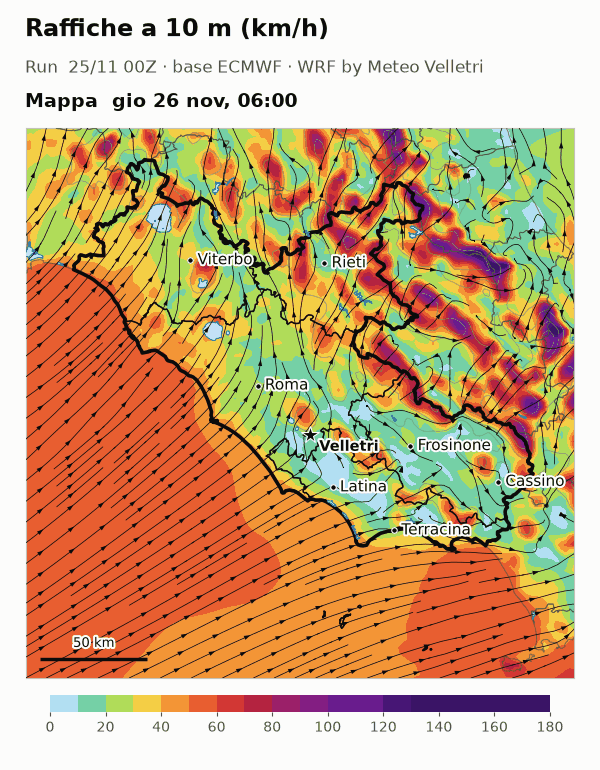 Raffiche a 10 m (km/h)
Run  25/11 00Z · base ECMWF · WRF by Meteo Velletri
Mappa  gio 26 nov, 06:00
Viterbo
Rieti
Roma
Velletri
Frosinone
Latina
Cassino
Terracina
50 km
0 20 40 60 80 100 120 140 160 180